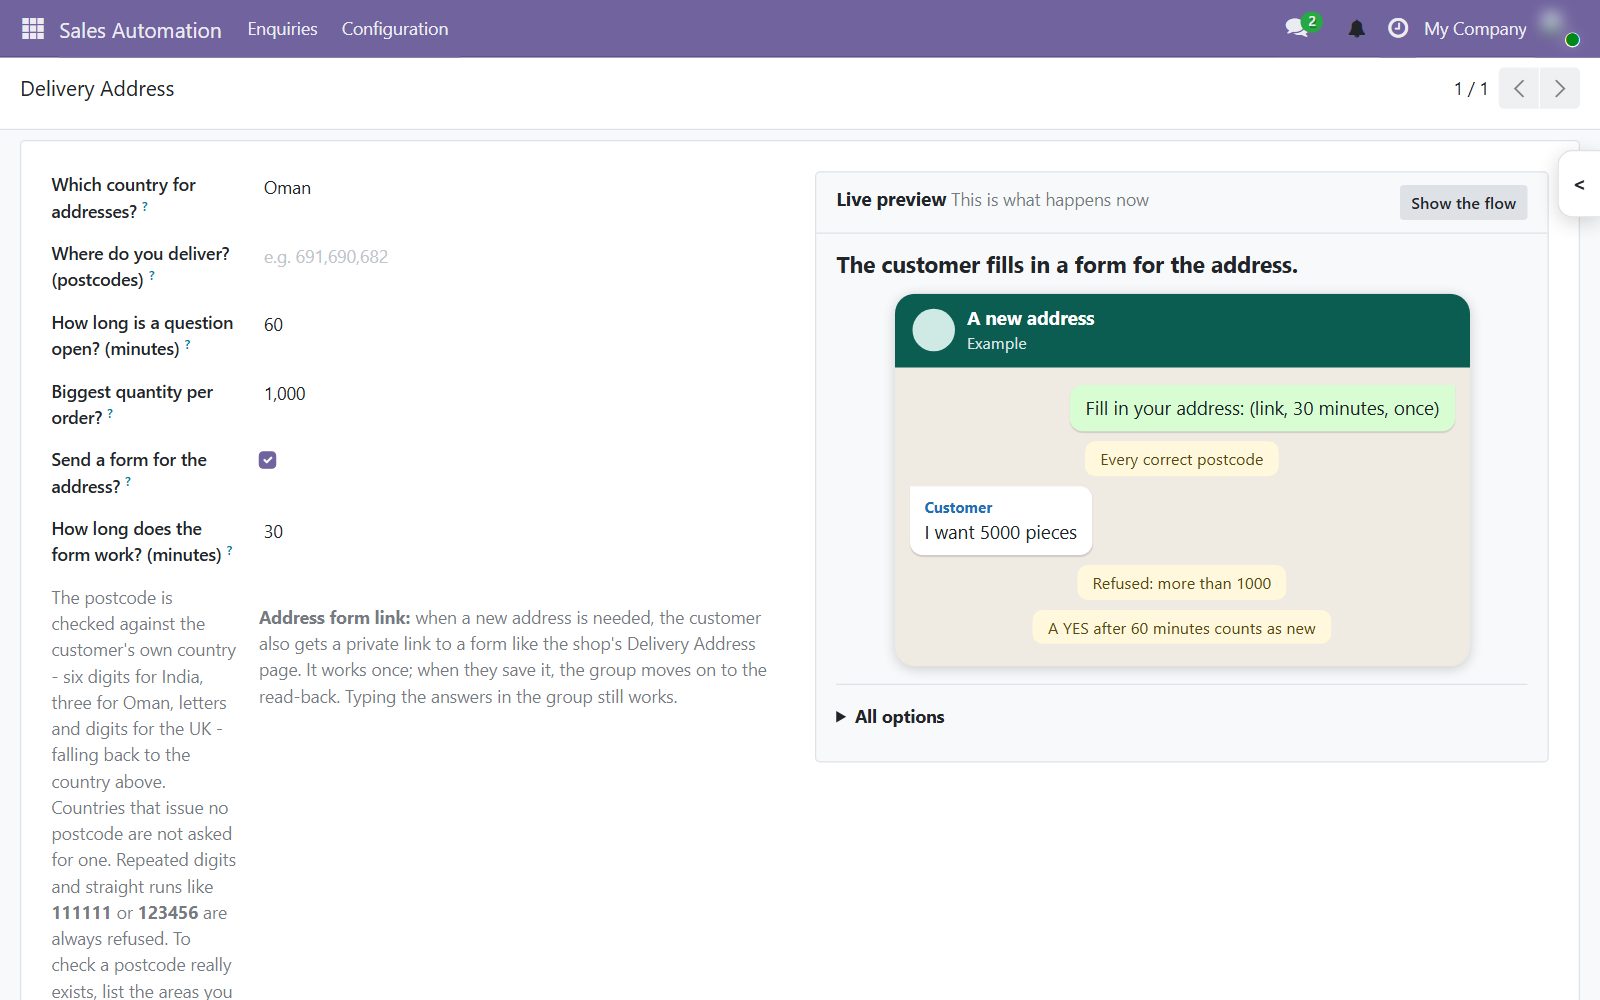 Sales Automation Enquiries Configuration 2 My Company
Delivery Address 1 / 1
Which country for
addresses? ?
Oman
Where do you deliver?
(postcodes) ?
e.g. 691,690,682
How long is a question
open? (minutes) ?
60
Biggest quantity per
order? ?
1,000
Send a form for the
address? ?
How long does the
form work? (minutes) ?
30
The postcode is
checked against the
customer's own country
- six digits for India,
three for Oman, letters
and digits for the UK -
falling back to the
country above.
Countries that issue no
postcode are not asked
for one. Repeated digits
and straight runs like
111111 or 123456 are
always refused. To
check a postcode really
exists, list the areas you
Address form link: when a new address is needed, the customer
also gets a private link to a form like the shop's Delivery Address
page. It works once; when they save it, the group moves on to the
read-back. Typing the answers in the group still works.
Live preview This is what happens now
Show the flow
<
The customer fills in a form for the address.
A new address
Example
Fill in your address: (link, 30 minutes, once)
Every correct postcode
Customer
I want 5000 pieces
Refused: more than 1000
A YES after 60 minutes counts as new
All options